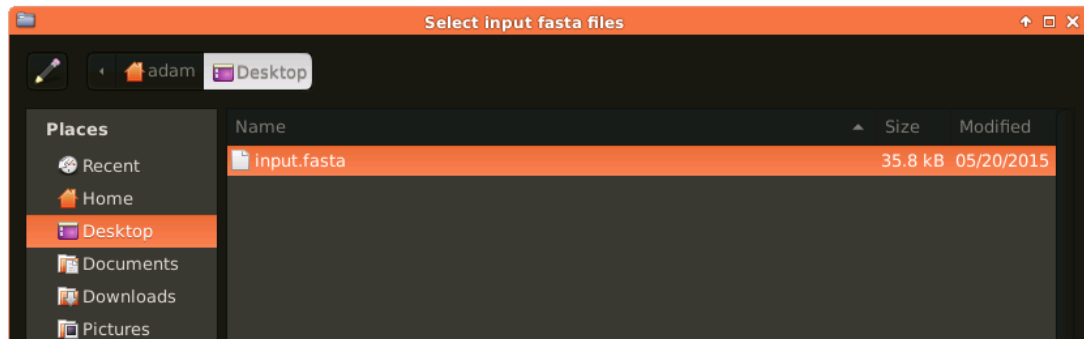 Select input fasta files
adam Desktop
Places
Name Size Modified
Recent
input.fasta 35.8 kB 05/20/2015
Home
Desktop
Documents
Downloads
Pictures